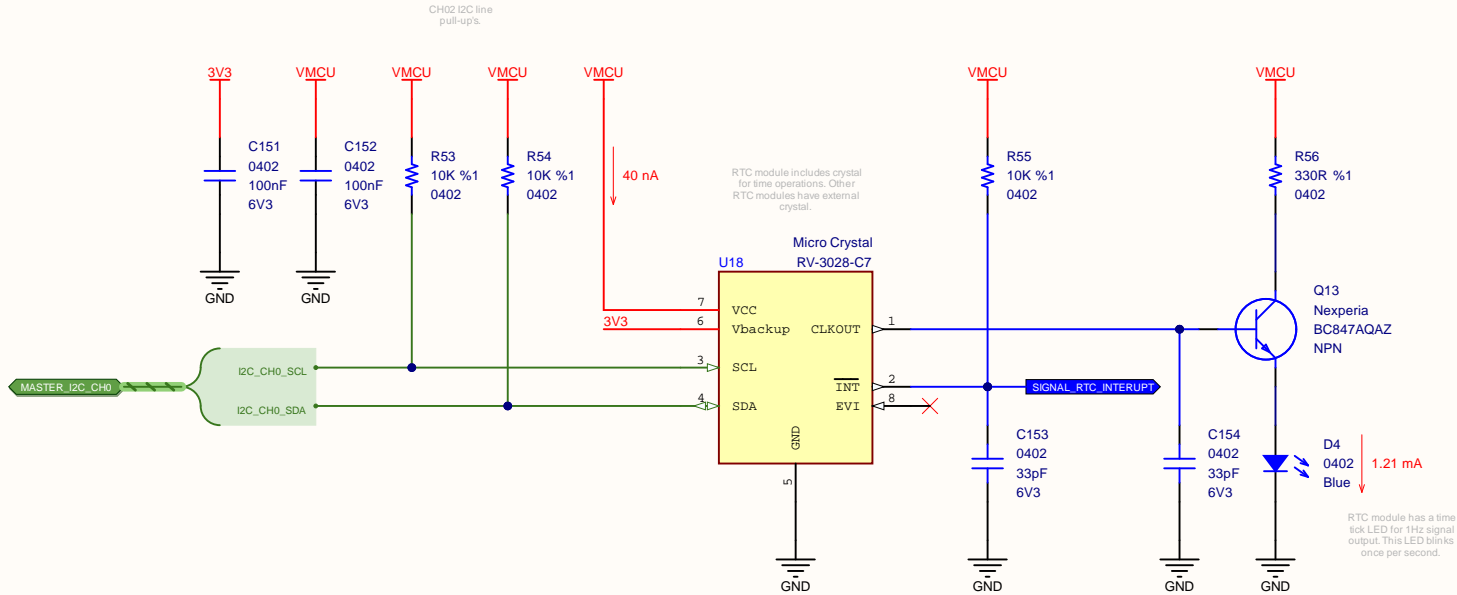 CH02 I2C line
pull-up's.
3V3
VMCU
VMCU
VMCU
VMCU
VMCU
VMCU
C151
0402
100nF
6V3
C152
0402
100nF
6V3
R53
10K %1
0402
R54
10K %1
0402
40 nA
RTC module includes crystal
for time operations. Other
RTC modules have external
crystal.
R55
10K %1
0402
R56
330R %1
0402
GND
GND
Micro Crystal
U18
RV-3028-C7
7
VCC
3V3
6
Vbackup
CLKOUT
1
3
SCL
4
SDA
INT
2
EVI
8
GND
5
Q13
Nexperia
BC847AQAZ
NPN
I2C_CH0_SCL
MASTER_I2C_CH0
I2C_CH0_SDA
SIGNAL_RTC_INTERUPT
C153
0402
33pF
6V3
C154
0402
33pF
6V3
D4
0402
Blue
1.21 mA
RTC module has a time
tick LED for 1Hz signal
output. This LED blinks
once per second.
GND
GND
GND
GND